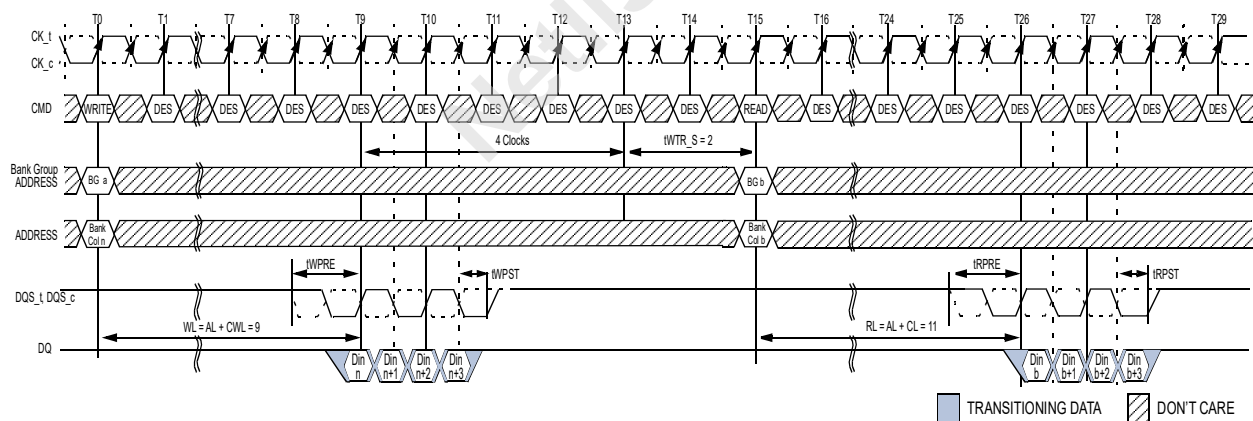 T0 T1 T7 T8 T9 T10 T11 T12 T13 T14 T15 T16 T24 T25 T26 T27 T28 T29
CK_t
CK_c
CMD WRITE DES DES DES DES DES DES DES DES DES READ DES DES DES DES DES DES DES
4 Clocks tWTR_S = 2
Bank Group
ADDRESS BG a BG b
ADDRESS Bank Col n Bank Col b
tWPRE tWPST tRPRE tRPST
DQS_t, DQS_c
WL = AL + CWL = 9 RL = AL + CL = 11
DQ Din n Din n+1 Din n+2 Din n+3 Din b Din b+1 Din b+2 Din b+3
TRANSITIONING DATA DON'T CARE